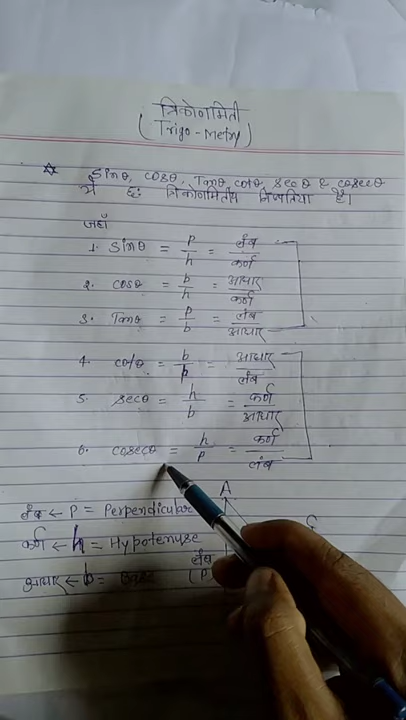 त्रिकोणमिती
(Trigo-Metry)
☆ Sinθ, cosθ, Tanθ, cotθ, secθ & cosecθ
ये छः त्रिकोणमितीय निष्पत्तिया है।
जहाँ
1. Sinθ = P/h = लंब/कर्ण
2. cosθ = b/h = आधार/कर्ण
3. Tanθ = P/b = लंब/आधार
4. cotθ = b/p = आधार/लंब
5. secθ = h/b = कर्ण/आधार
6. cosecθ = h/P = कर्ण/लंब
लंब ← P = Perpendicular
कर्ण ← h = Hypotenuse
आधार ← b = Base
A
C
लंब
(P